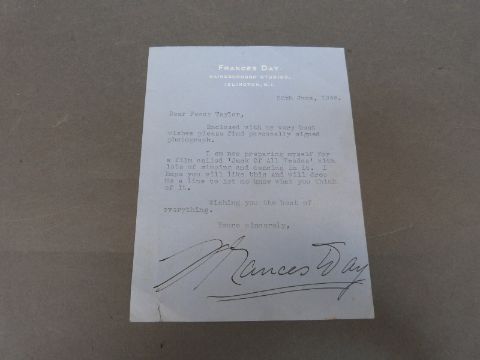 FRANCES DAY
GAINSBOROUGH STUDIOS,
ISLINGTON, N.1.
June,
Dear Peggy Taylor,
Enclosed with my very best
wishes please find personally signed
photograph.
I am now preparing myself for
a film called 'Jack Of All Trades' with
lots of singing and dancing in it. I
hope you will like this and will drop
me a line to let me know what you think
of it.
Wishing you the best of
everything.
Yours sincerely,
Frances Day